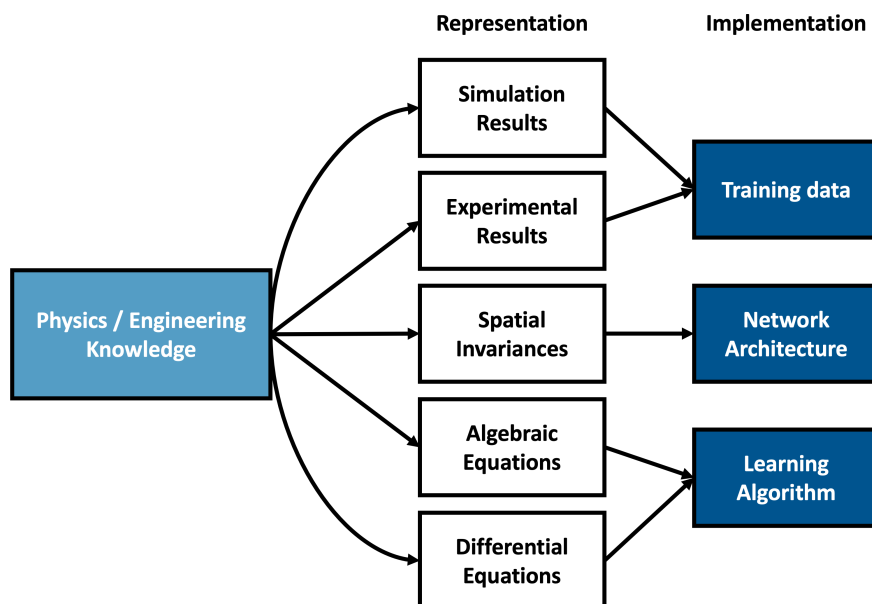 Representation
Implementation
Simulation
Results
Experimental
Results
Training data
Physics / Engineering
Knowledge
Spatial
Invariances
Network
Architecture
Algebraic
Equations
Learning
Algorithm
Differential
Equations